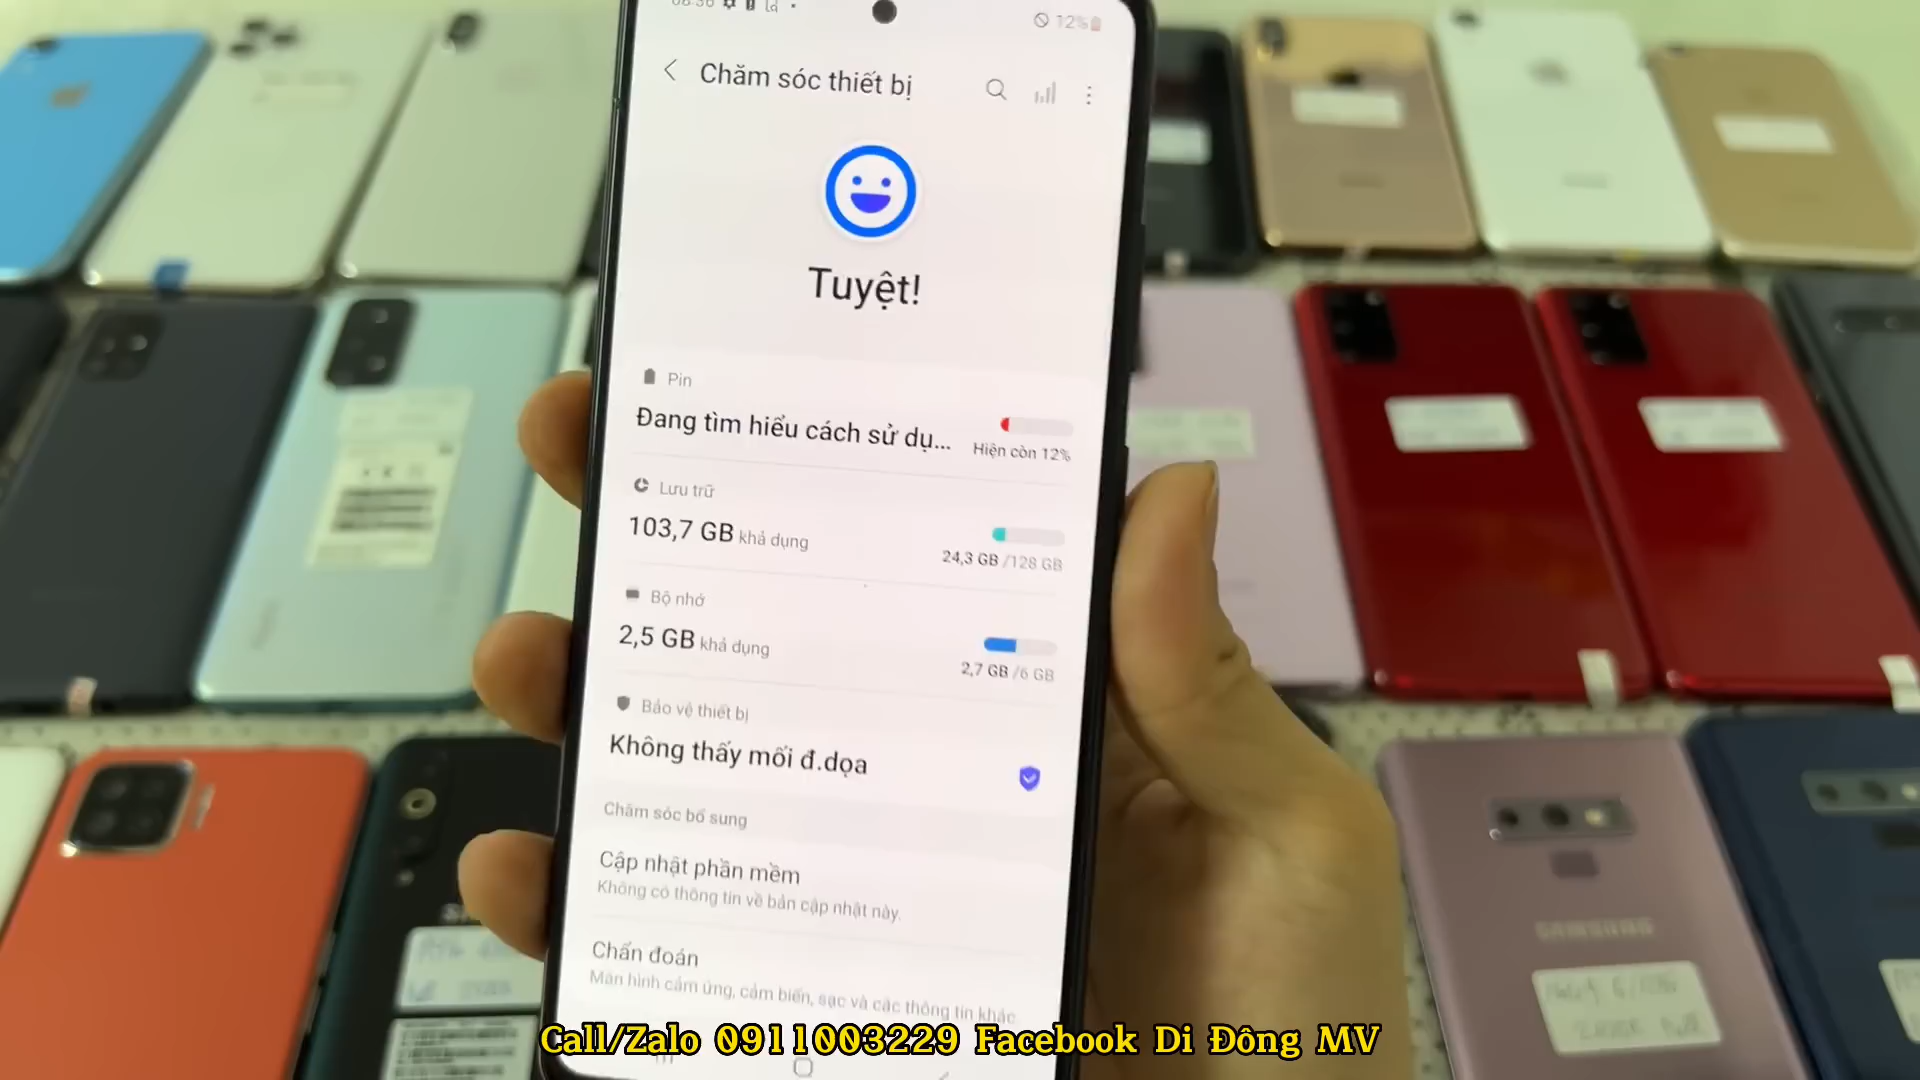 12%
Chăm sóc thiết bị
Tuyệt!
Pin
Đang tìm hiểu cách sử dụ...
Hiện còn 12%
Lưu trữ
103,7 GB khả dụng
24,3 GB /128 GB
Bộ nhớ
2,5 GB khả dụng
2,7 GB /6 GB
Bảo vệ thiết bị
Không thấy mối đ.dọa
Chăm sóc bổ sung
Cập nhật phần mềm
Không có thông tin về bản cập nhật này.
Chẩn đoán
Màn hình cảm ứng, cảm biến, sạc và các thông tin khác
SAMSUNG
Call/Zalo 0911003229 Facebook Di Đông MV